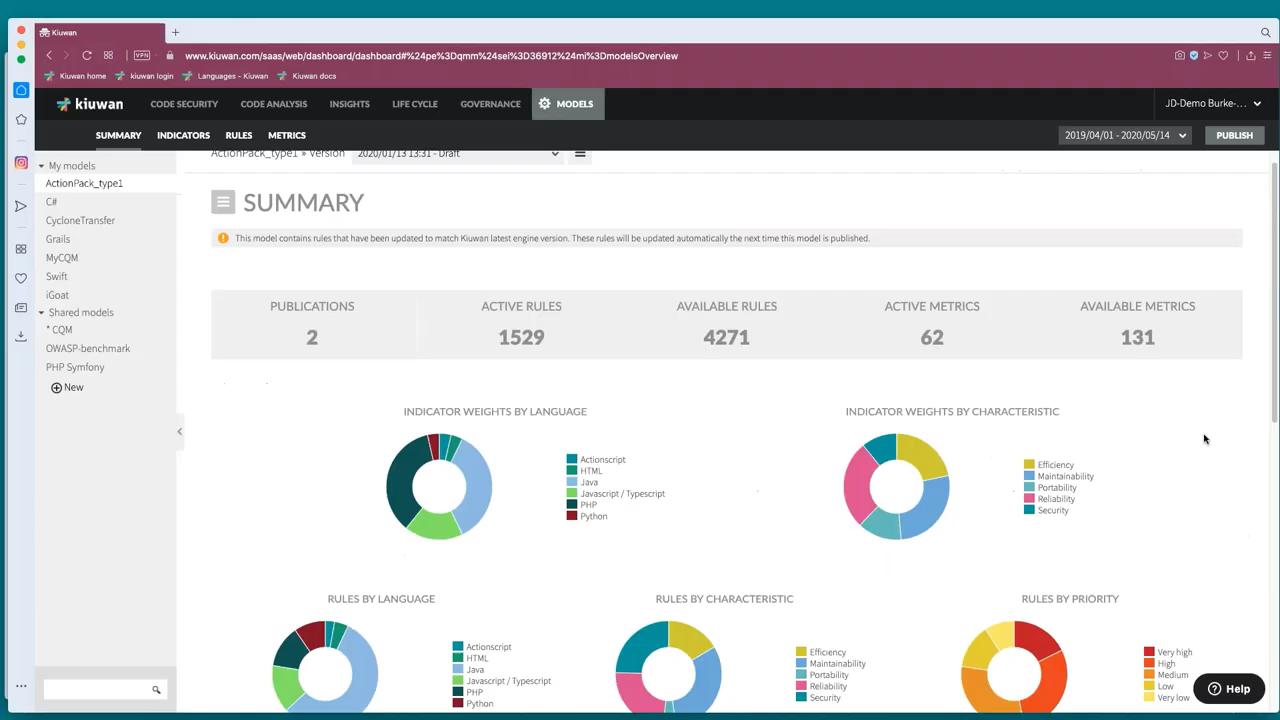 Kiuwan
VPN
www.kiuwan.com/saas/web/dashboard/dashboard#%24pe%3Dqmm%24sei%3D36912%24mi%3DmodelsOverview
Kiuwan home
kiuwan login
Languages - Kiuwan
Kiuwan docs
kiuwan
CODE SECURITY
CODE ANALYSIS
INSIGHTS
LIFE CYCLE
GOVERNANCE
MODELS
JD-Demo Burke-...
SUMMARY
INDICATORS
RULES
METRICS
2019/04/01 - 2020/05/14
PUBLISH
My models
ActionPack_type1
C#
CycloneTransfer
Grails
MyCQM
Swift
iGoat
Shared models
* CQM
OWASP-benchmark
PHP Symfony
New
ActionPack_type1 » Version
2020/01/13 13:31 - Draft
SUMMARY
This model contains rules that have been updated to match Kiuwan latest engine version. These rules will be updated automatically the next time this model is published.
PUBLICATIONS
2
ACTIVE RULES
1529
AVAILABLE RULES
4271
ACTIVE METRICS
62
AVAILABLE METRICS
131
INDICATOR WEIGHTS BY LANGUAGE
Actionscript
HTML
Java
Javascript / Typescript
PHP
Python
INDICATOR WEIGHTS BY CHARACTERISTIC
Efficiency
Maintainability
Portability
Reliability
Security
RULES BY LANGUAGE
Actionscript
HTML
Java
Javascript / Typescript
PHP
Python
RULES BY CHARACTERISTIC
Efficiency
Maintainability
Portability
Reliability
Security
RULES BY PRIORITY
Very high
High
Medium
Low
Very low
Help